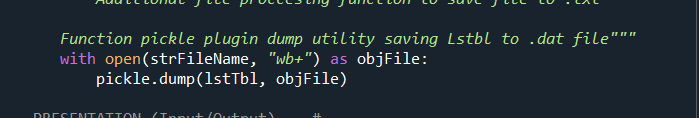 Additional file processing function to save file to .txt
Function pickle plugin dump utility saving Lstbl to .dat file"""
with open(strFileName, "wb+") as objFile:
pickle.dump(lstTbl, objFile)
PRESENTATION (Input/Output) #